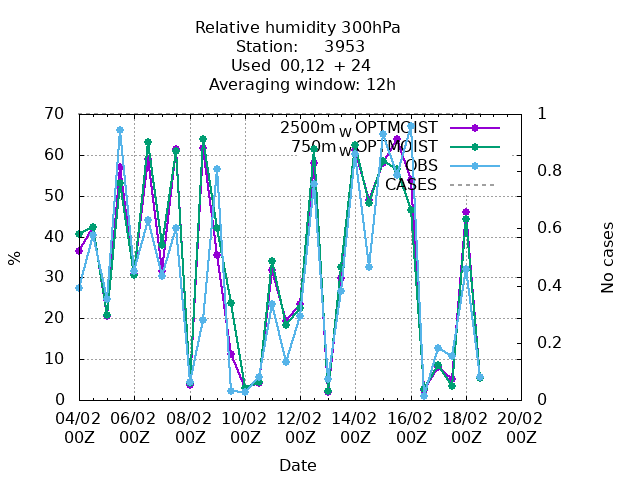 Relative humidity 300hPa
Station: 3953
Used 00,12 + 24
Averaging window: 12h
70
60
50
40
30
20
10
0
%
1
0.8
0.6
0.4
0.2
0
No cases
2500m W OPTMOIST
750m W OPTMOIST
OBS
CASES
04/02 06/02 08/02 10/02 12/02 14/02 16/02 18/02 20/02
00Z 00Z 00Z 00Z 00Z 00Z 00Z 00Z 00Z
Date